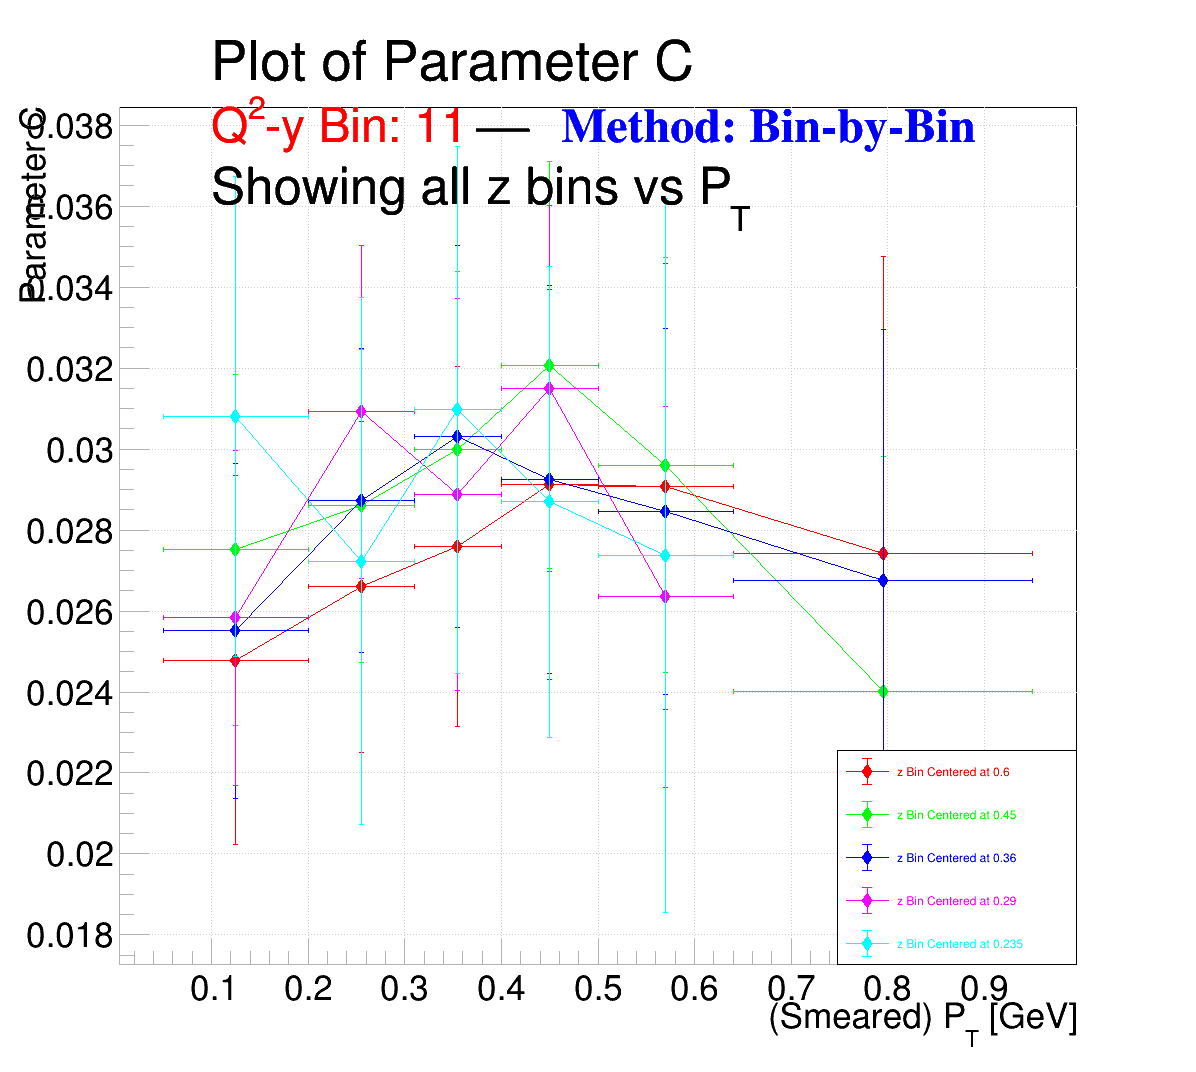 Plot of Parameter C
Q²-y Bin: 11 — Method: Bin-by-Bin
Showing all z bins vs P_T
Parameter C
0.038
0.036
0.034
0.032
0.03
0.028
0.026
0.024
0.022
0.02
0.018
z Bin Centered at 0.6
z Bin Centered at 0.45
z Bin Centered at 0.36
z Bin Centered at 0.29
z Bin Centered at 0.235
0.1 0.2 0.3 0.4 0.5 0.6 0.7 0.8 0.9
(Smeared) P_T [GeV]